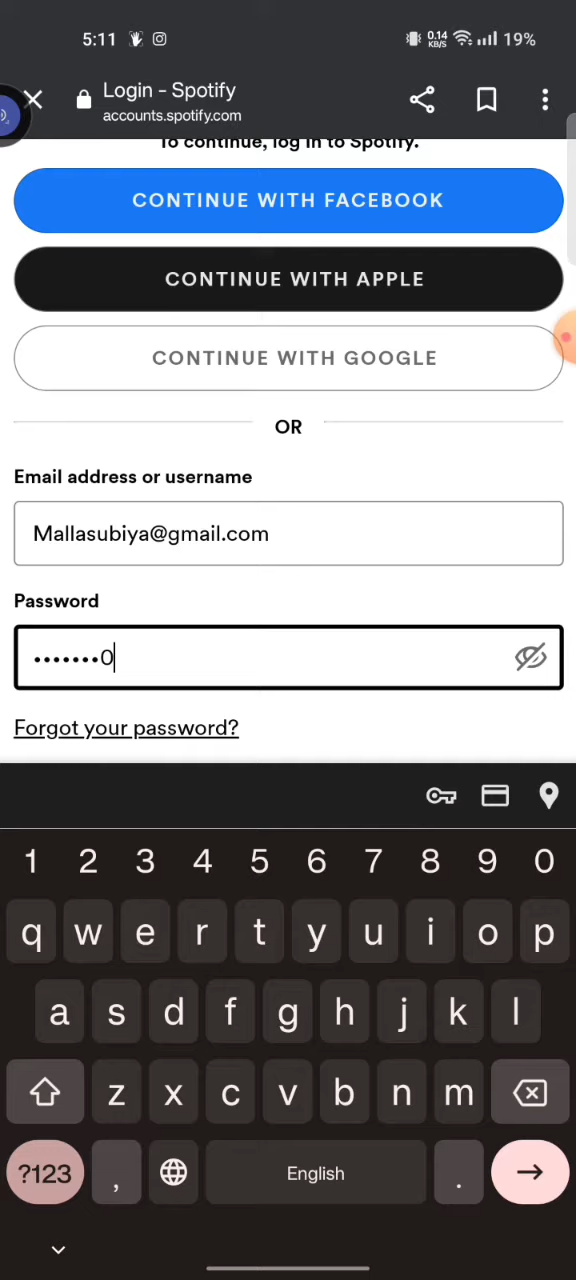 5:11 0.14 KB/S 19%
Login - Spotify
accounts.spotify.com
To continue, log in to Spotify.
CONTINUE WITH FACEBOOK
CONTINUE WITH APPLE
CONTINUE WITH GOOGLE
OR
Email address or username
Mallasubiya@gmail.com
Password
•••••••0
Forgot your password?
1 2 3 4 5 6 7 8 9 0
q w e r t y u i o p
a s d f g h j k l
z x c v b n m
?123 , English .